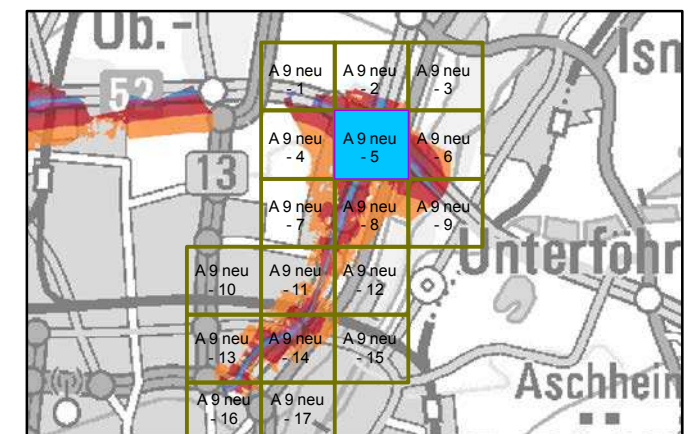 Ob.-
Isn
52
A 9 neu - 1
A 9 neu - 2
A 9 neu - 3
A 9 neu - 4
A 9 neu - 5
A 9 neu - 6
13
A 9 neu - 7
A 9 neu - 8
A 9 neu - 9
Unterföhr
A 9 neu - 10
A 9 neu - 11
A 9 neu - 12
A 9 neu - 13
A 9 neu - 14
A 9 neu - 15
Aschhein
A 9 neu - 16
A 9 neu - 17